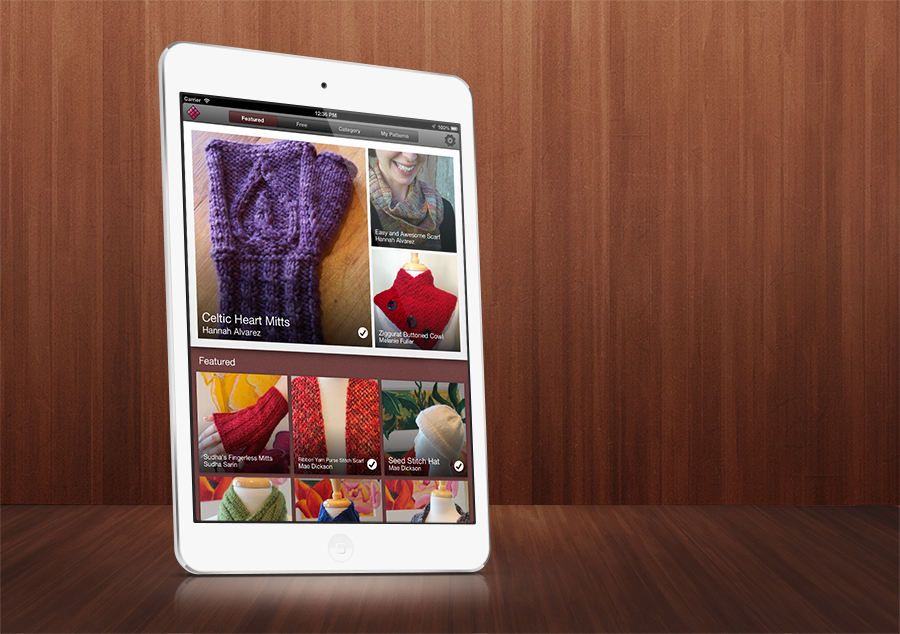 Carrier 12:35 PM 100%
Featured Free Category My Patterns
Celtic Heart Mitts
Hannah Alvarez
Easy and Awesome Scarf
Hannah Alvarez
Ziggurat Buttoned Cowl
Melanie Fuller
Featured
Sudha's Fingerless Mitts
Sudha Sarin
Ribbon Yarn Purse Stitch Scarf
Mae Dickson
Seed Stitch Hat
Mae Dickson